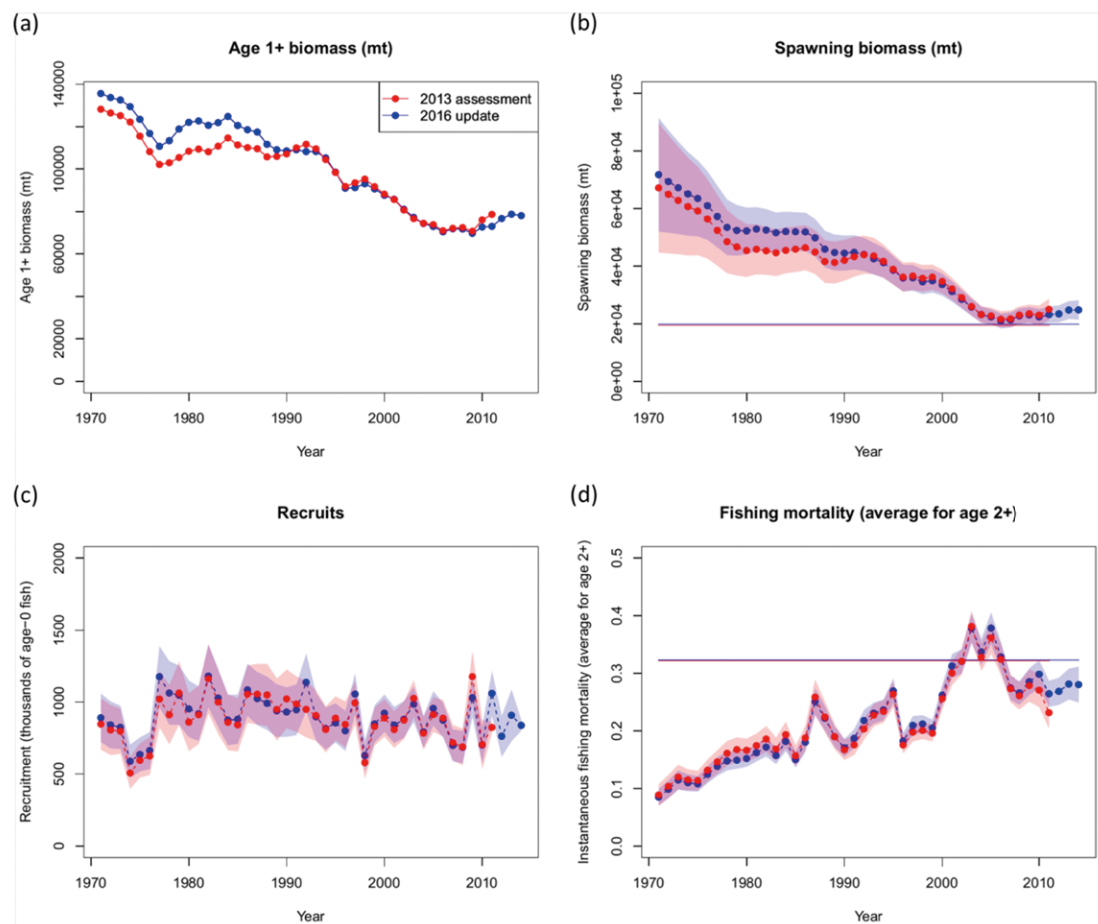 (a)
Age 1+ biomass (mt)
Age 1+ biomass (mt)
0
20000
60000
100000
140000
2013 assessment
2016 update
1970
1980
1990
2000
2010
Year
(b)
Spawning biomass (mt)
Spawning biomass (mt)
0e+00
2e+04
4e+04
6e+04
8e+04
1e+05
1970
1980
1990
2000
2010
Year
(c)
Recruits
Recruitment (thousands of age−0 fish)
0
500
1000
1500
2000
1970
1980
1990
2000
2010
Year
(d)
Fishing mortality (average for age 2+)
Instantaneous fishing mortality (average for age 2+)
0.0
0.1
0.2
0.3
0.4
0.5
1970
1980
1990
2000
2010
Year